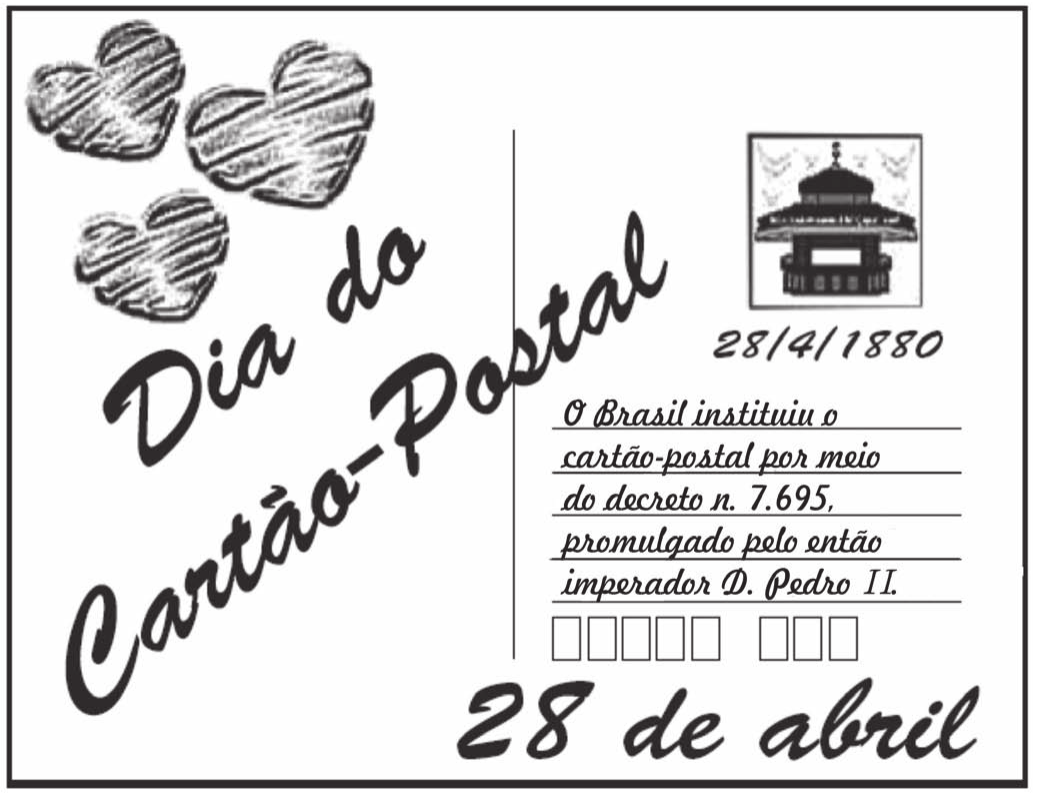 Dia do
Cartão-Postal
28/4/1880
O Brasil instituiu o
cartão-postal por meio
do decreto n. 7.695,
promulgado pelo então
imperador D. Pedro II.
28 de abril